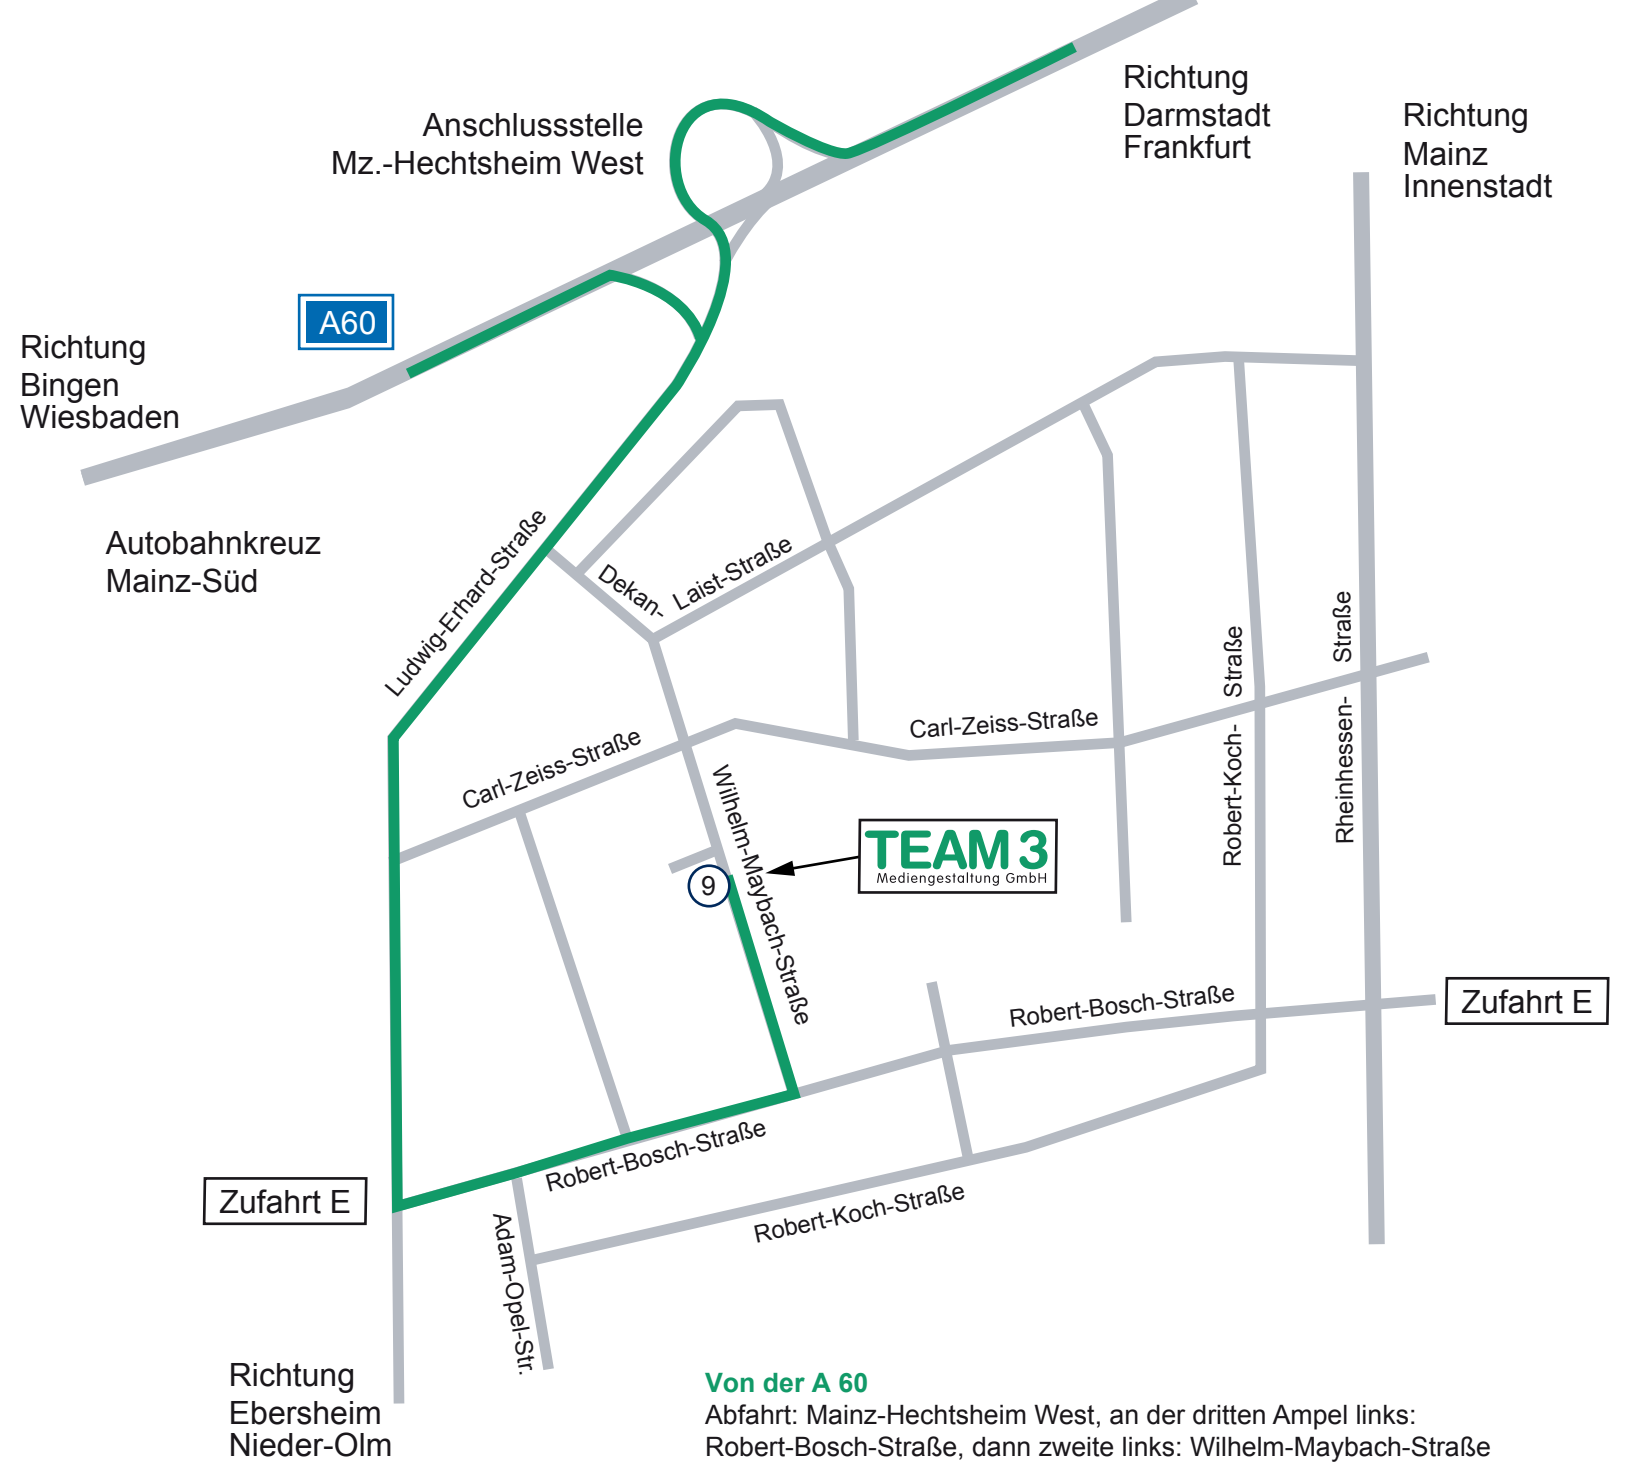 Richtung
Darmstadt
Frankfurt
Richtung
Mainz
Innenstadt
Anschlussstelle
Mz.-Hechtsheim West
A60
Richtung
Bingen
Wiesbaden
Autobahnkreuz
Mainz-Süd
Ludwig-Erhard-Straße
Dekan-
Laist-Straße
Carl-Zeiss-Straße
Carl-Zeiss-Straße
Robert-Koch- Straße
Rheinhessen- Straße
Wilhelm-Maybach-Straße
TEAM 3
Mediengestaltung GmbH
9
Robert-Bosch-Straße
Zufahrt E
Robert-Bosch-Straße
Zufahrt E
Robert-Koch-Straße
Adam-Opel-Str.
Richtung
Ebersheim
Nieder-Olm
Von der A 60
Abfahrt: Mainz-Hechtsheim West, an der dritten Ampel links:
Robert-Bosch-Straße, dann zweite links: Wilhelm-Maybach-Straße